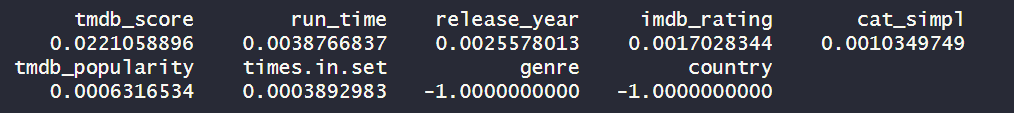 tmdb_score run_time release_year imdb_rating cat_simpl
0.0221058896 0.0038766837 0.0025578013 0.0017028344 0.0010349749
tmdb_popularity times.in.set genre country
0.0006316534 0.0003892983 -1.0000000000 -1.0000000000